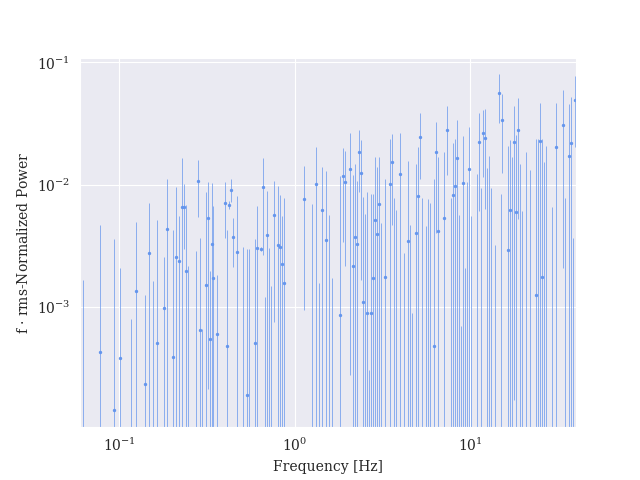 10⁻¹
10⁻²
10⁻³
f · rms-Normalized Power
10⁻¹ 10⁰ 10¹
Frequency [Hz]